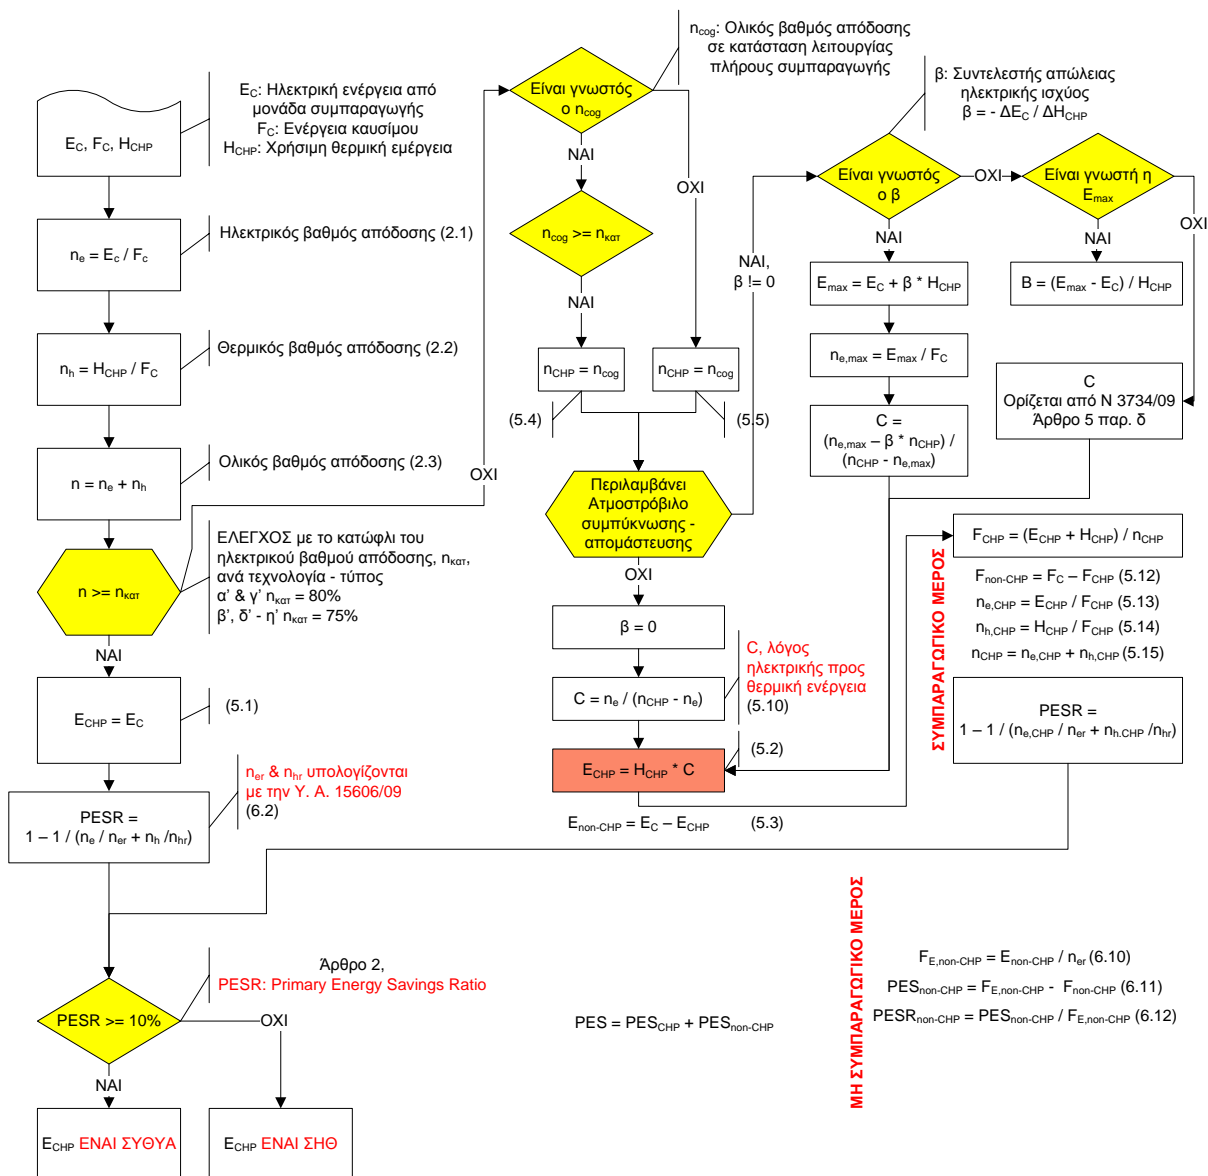 E_C, F_C, H_CHP
E_C: Ηλεκτρική ενέργεια από
μονάδα συμπαραγωγής
F_C: Ενέργεια καυσίμου
H_CHP: Χρήσιμη θερμική εμέργεια
n_e = E_c / F_c
Ηλεκτρικός βαθμός απόδοσης (2.1)
n_h = H_CHP / F_C
Θερμικός βαθμός απόδοσης (2.2)
n = n_e + n_h
Ολικός βαθμός απόδοσης (2.3)
n >= n_κατ
ΕΛΕΓΧΟΣ με το κατώφλι του
ηλεκτρικού βαθμού απόδοσης, n_κατ,
ανά τεχνολογία - τύπος
α' & γ' n_κατ = 80%
β', δ' - η' n_κατ = 75%
ΟΧΙ
ΝΑΙ
E_CHP = E_C
(5.1)
PESR =
1 – 1 / (n_e / n_er + n_h /n_hr)
n_er & n_hr υπολογίζονται
με την Υ. Α. 15606/09
(6.2)
PESR >= 10%
Άρθρο 2,
PESR: Primary Energy Savings Ratio
ΟΧΙ
ΝΑΙ
E_CHP ΕΝΑΙ ΣΥΘΥΑ
E_CHP ΕΝΑΙ ΣΗΘ
n_cog: Ολικός βαθμός απόδοσης
σε κατάσταση λειτουργίας
πλήρους συμπαραγωγής
Είναι γνωστός
ο n_cog
ΝΑΙ
ΟΧΙ
n_cog >= n_κατ
ΝΑΙ
n_CHP = n_cog
n_CHP = n_cog
(5.4)
(5.5)
Περιλαμβάνει
Ατμοστρόβιλο
συμπύκνωσης -
απομάστευσης
ΝΑΙ,
β != 0
ΟΧΙ
β = 0
C = n_e / (n_CHP - n_e)
C, λόγος
ηλεκτρικής προς
θερμική ενέργεια
(5.10)
E_CHP = H_CHP * C
(5.2)
E_non-CHP = E_C – E_CHP (5.3)
β: Συντελεστής απώλειας
ηλεκτρικής ισχύος
β = - ΔE_C / ΔH_CHP
Είναι γνωστός
ο β
ΟΧΙ
ΝΑΙ
Είναι γνωστή η
E_max
ΟΧΙ
ΝΑΙ
E_max = E_C + β * H_CHP
B = (E_max - E_C) / H_CHP
n_e,max = E_max / F_C
C =
(n_e,max – β * n_CHP) /
(n_CHP - n_e,max)
C
Ορίζεται από Ν 3734/09
Άρθρο 5 παρ. δ
ΣΥΜΠΑΡΑΓΩΓΙΚΟ ΜΕΡΟΣ
F_CHP = (E_CHP + H_CHP) / n_CHP
F_non-CHP = F_C – F_CHP (5.12)
n_e,CHP = E_CHP / F_CHP (5.13)
n_h,CHP = H_CHP / F_CHP (5.14)
n_CHP = n_e,CHP + n_h,CHP (5.15)
PESR =
1 – 1 / (n_e,CHP / n_er + n_h.CHP /n_hr)
ΜΗ ΣΥΜΠΑΡΑΓΩΓΙΚΟ ΜΕΡΟΣ
F_E,non-CHP = E_non-CHP / n_er (6.10)
PES_non-CHP = F_E,non-CHP - F_non-CHP (6.11)
PESR_non-CHP = PES_non-CHP / F_E,non-CHP (6.12)
PES = PES_CHP + PES_non-CHP